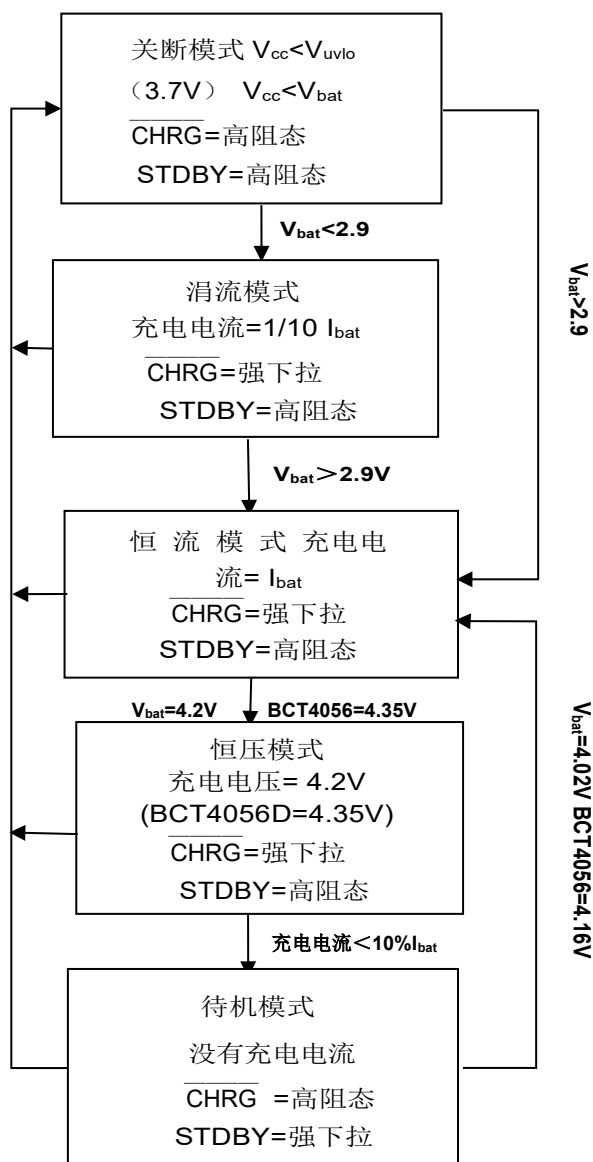 关断模式 Vcc<Vuvlo
（3.7V） Vcc<Vbat
CHRG=高阻态
STDBY=高阻态
Vbat<2.9
Vbat>2.9
涓流模式
充电电流=1/10 Ibat
CHRG=强下拉
STDBY=高阻态
Vbat＞2.9V
恒 流 模 式 充电电
流= Ibat
CHRG=强下拉
STDBY=高阻态
Vbat=4.2V BCT4056=4.35V
恒压模式
充电电压= 4.2V
(BCT4056D=4.35V)
CHRG=强下拉
STDBY=高阻态
Vbat=4.02V BCT4056=4.16V
充电电流＜10%Ibat
待机模式
没有充电电流
CHRG =高阻态
STDBY=强下拉